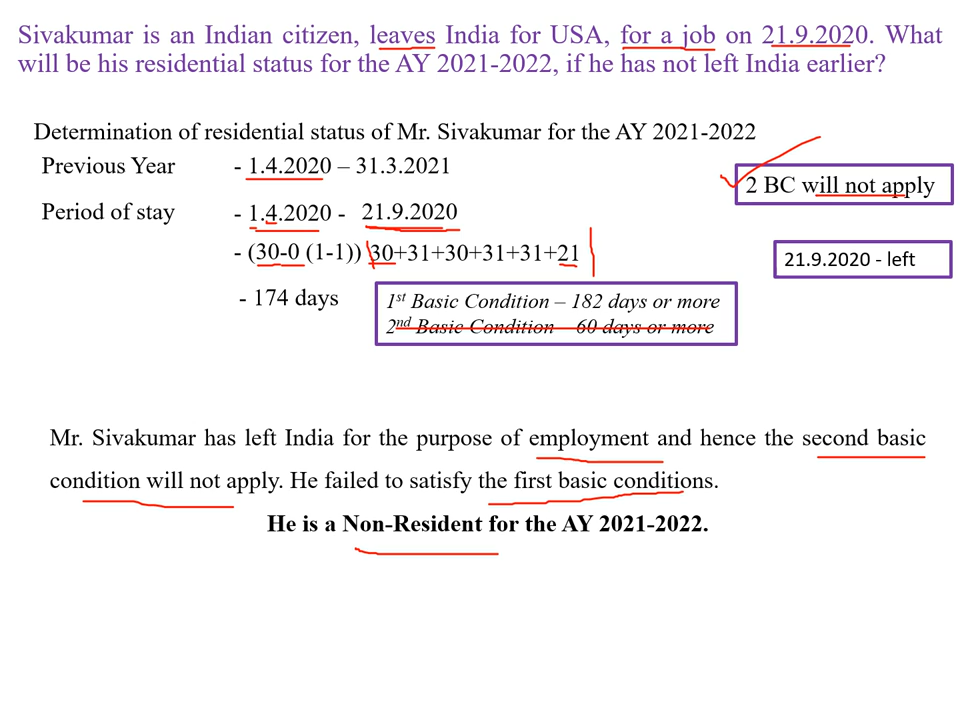 Sivakumar is an Indian citizen, leaves India for USA, for a job on 21.9.2020. What
will be his residential status for the AY 2021-2022, if he has not left India earlier?
Determination of residential status of Mr. Sivakumar for the AY 2021-2022
Previous Year - 1.4.2020 – 31.3.2021
2 BC will not apply
Period of stay - 1.4.2020 - 21.9.2020
- (30-0 (1-1)) 30+31+30+31+31+21
21.9.2020 - left
- 174 days
1st Basic Condition – 182 days or more
2nd Basic Condition – 60 days or more
Mr. Sivakumar has left India for the purpose of employment and hence the second basic
condition will not apply. He failed to satisfy the first basic conditions.
He is a Non-Resident for the AY 2021-2022.